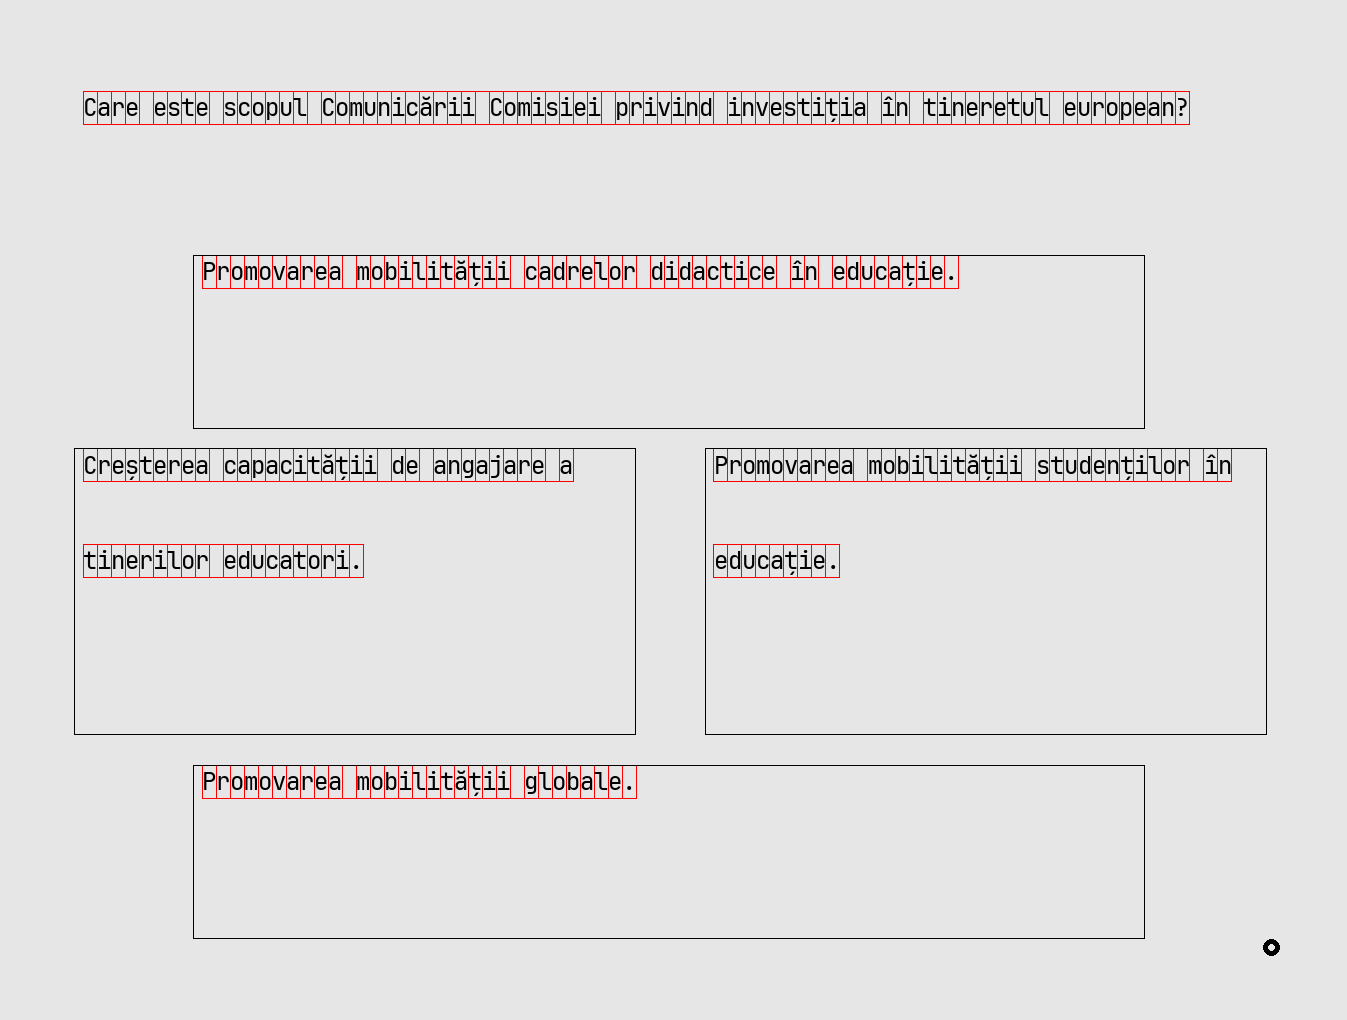 Care este scopul Comunicării Comisiei privind investiția în tineretul european?
Promovarea mobilității cadrelor didactice în educație.
Creșterea capacității de angajare a
tinerilor educatori.
Promovarea mobilității studenților în
educație.
Promovarea mobilității globale.